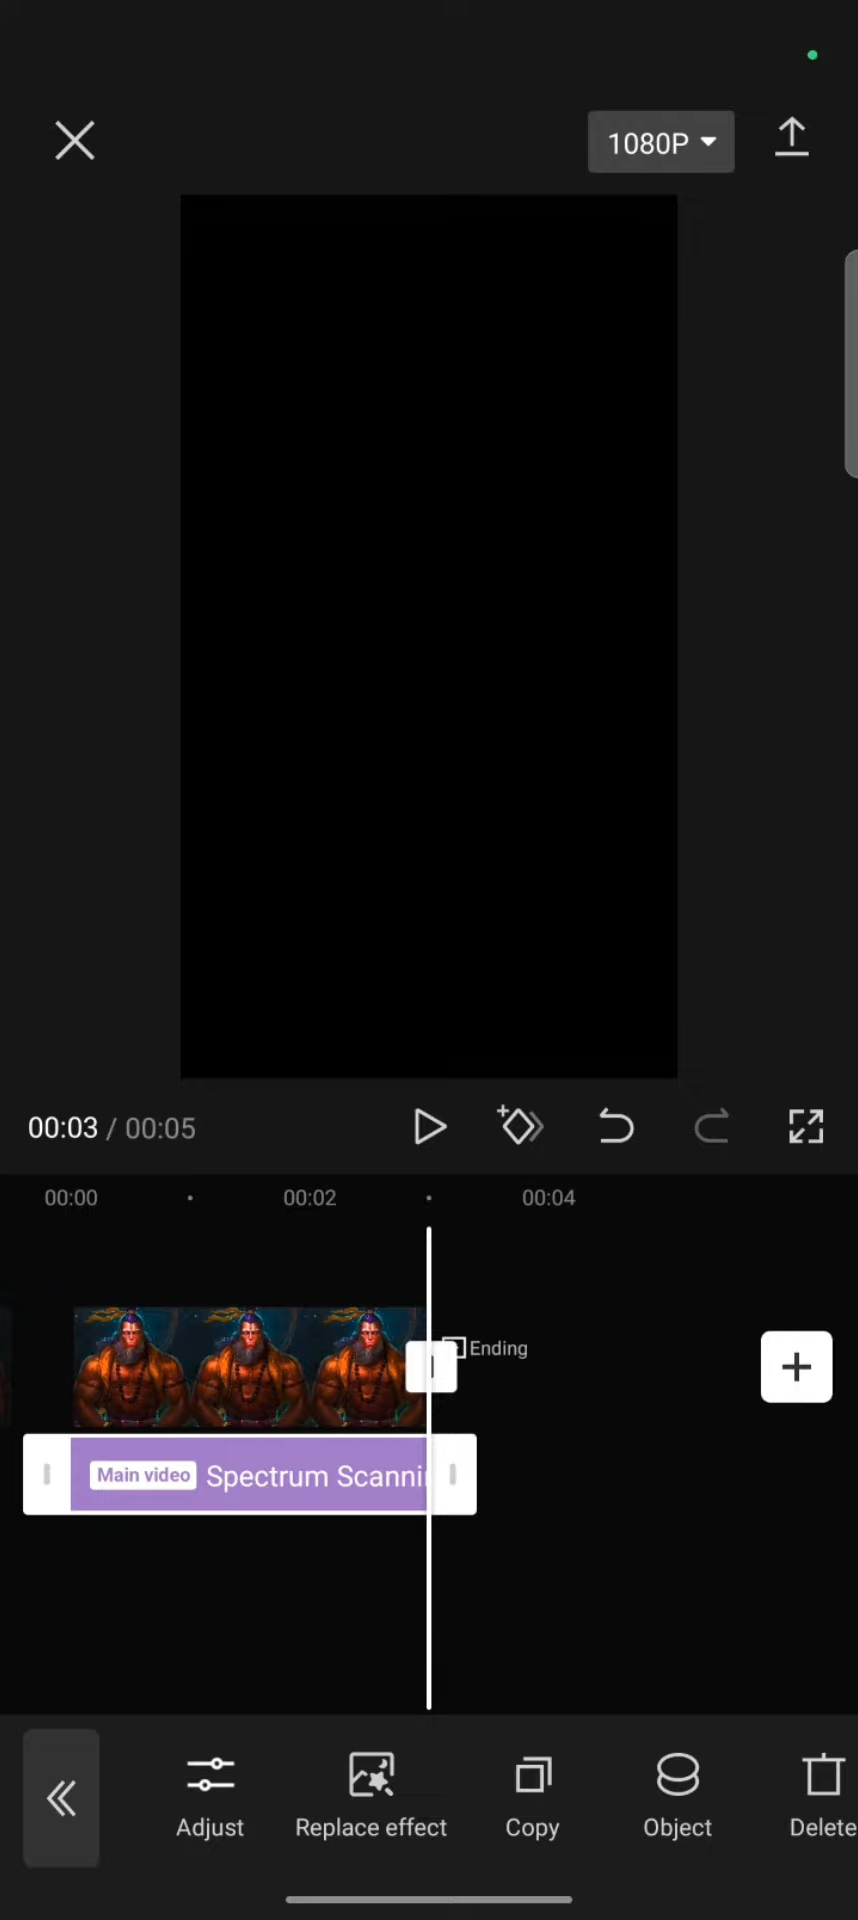 1080P
00:03 / 00:05
00:00 00:02 00:04
Ending
Main video Spectrum Scannin
Adjust Replace effect Copy Object Delete